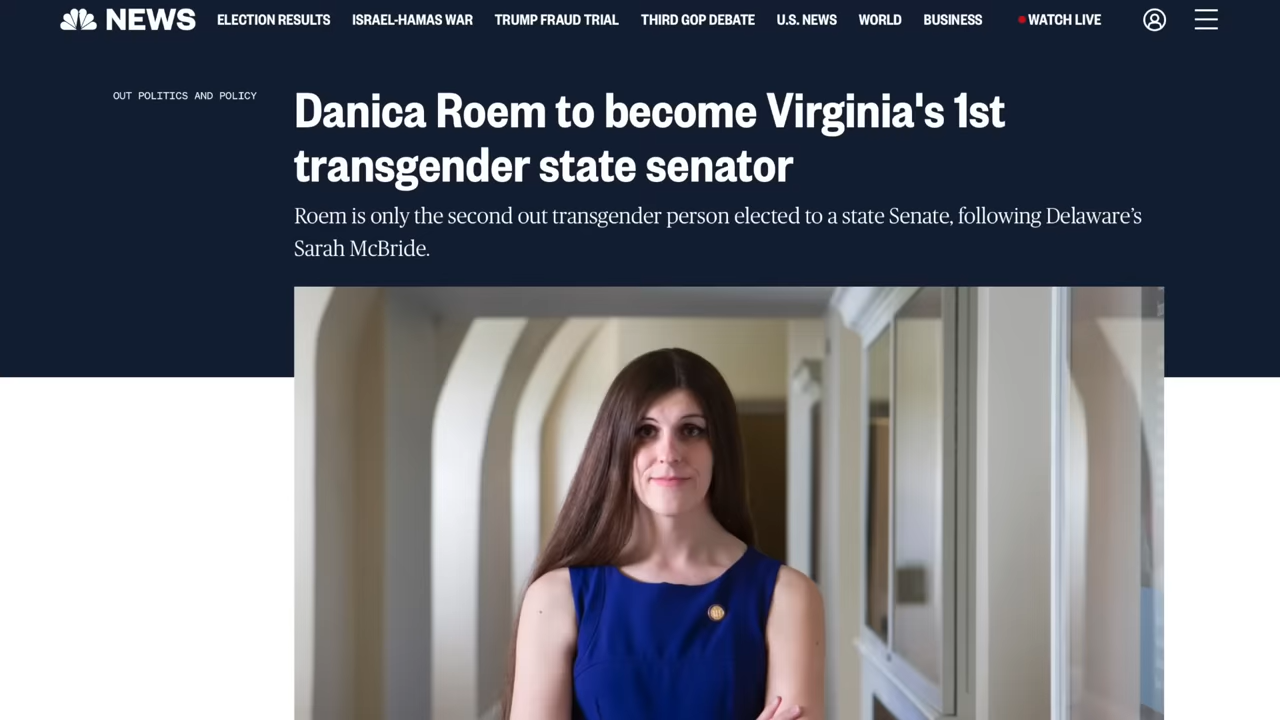 NEWS
ELECTION RESULTS
ISRAEL-HAMAS WAR
TRUMP FRAUD TRIAL
THIRD GOP DEBATE
U.S. NEWS
WORLD
BUSINESS
WATCH LIVE
OUT POLITICS AND POLICY
Danica Roem to become Virginia's 1st
transgender state senator
Roem is only the second out transgender person elected to a state Senate, following Delaware’s
Sarah McBride.